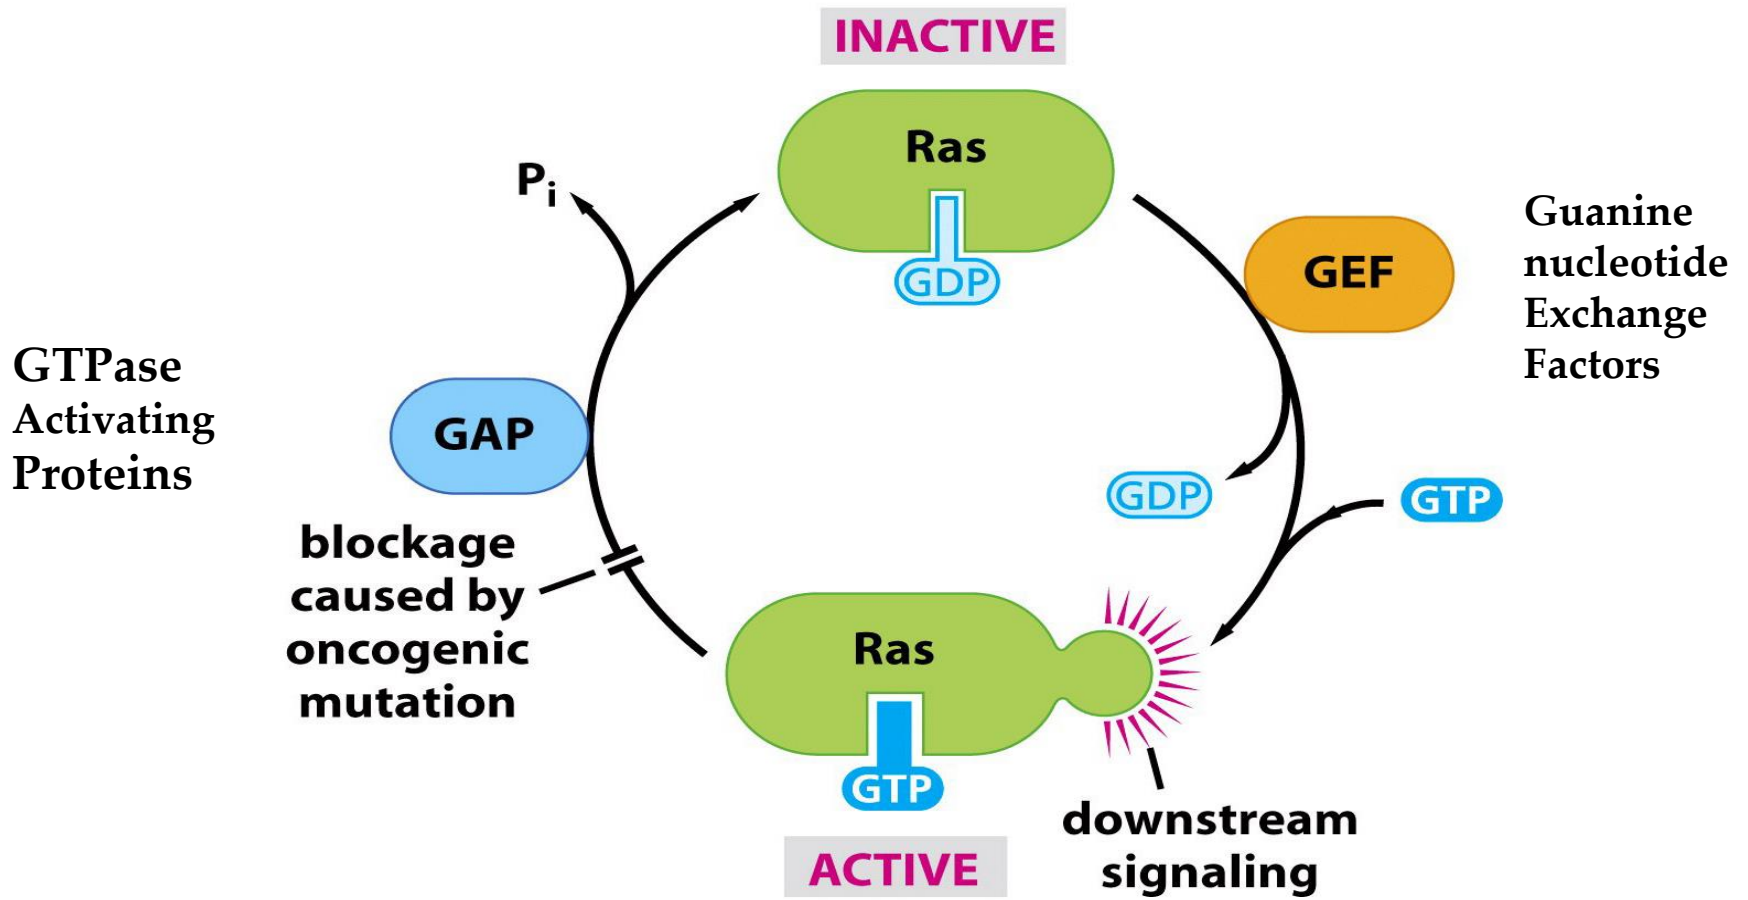 INACTIVE
Ras
GDP
Pi
GEF
Guanine
nucleotide
Exchange
Factors
GTPase
Activating
Proteins
GAP
GDP
GTP
blockage
caused by
oncogenic
mutation
Ras
GTP
ACTIVE
downstream
signaling